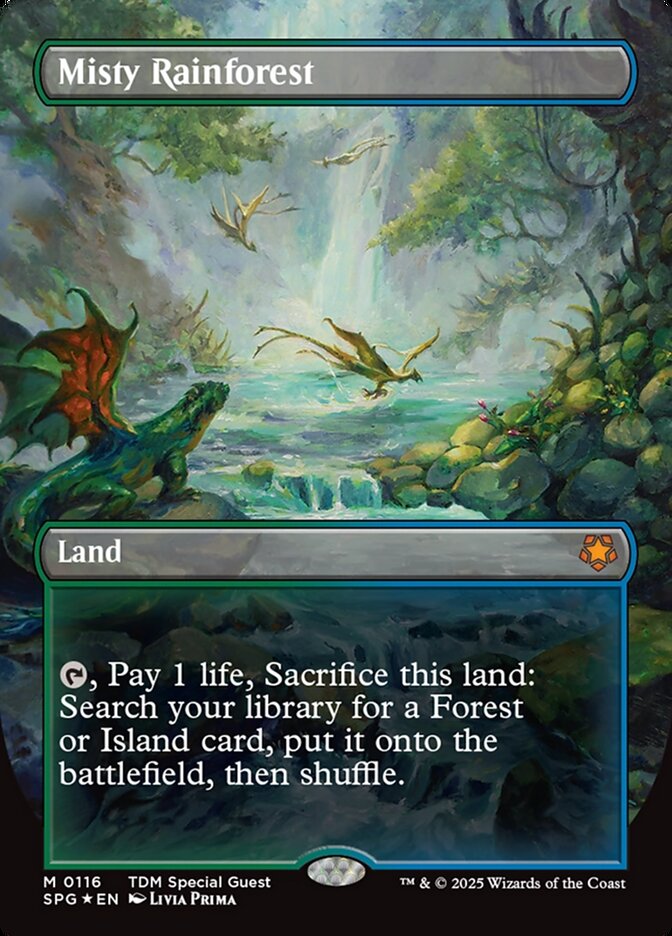 Misty Rainforest
Land
, Pay 1 life, Sacrifice this land:
Search your library for a Forest
or Island card, put it onto the
battlefield, then shuffle.
M 0116 TDM Special Guest
SPG ★ EN Livia Prima
™ & © 2025 Wizards of the Coast